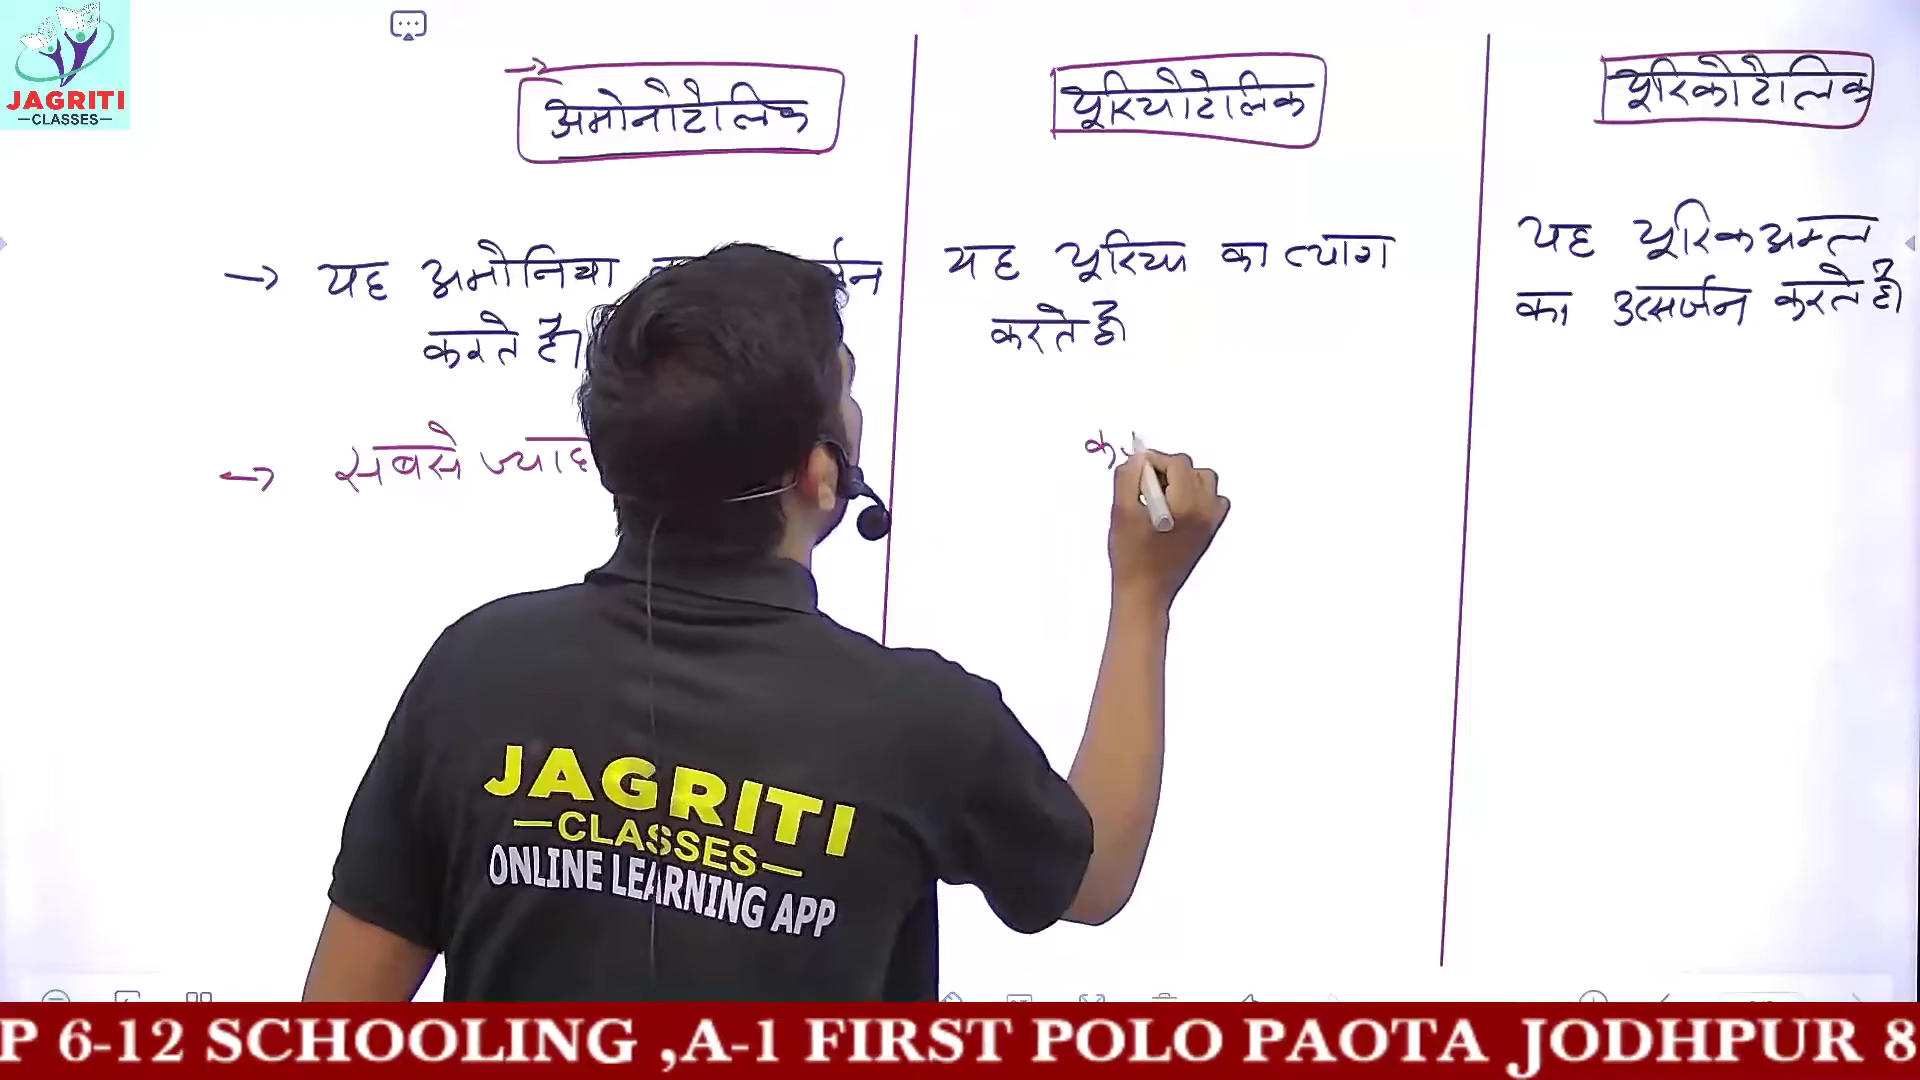 JAGRITI
CLASSES
अमोनोटेलिक
यूरियोटेलिक
यूरिकोटेलिक
यह अमोनिया
करते है।
सबसे
यह यूरिया का त्याग
करते है।
यह यूरिक अम्ल
का उत्सर्जन करते है।
JAGRITI
CLASSES
ONLINE LEARNING APP
P 6-12 SCHOOLING ,A-1 FIRST POLO PAOTA JODHPUR 8